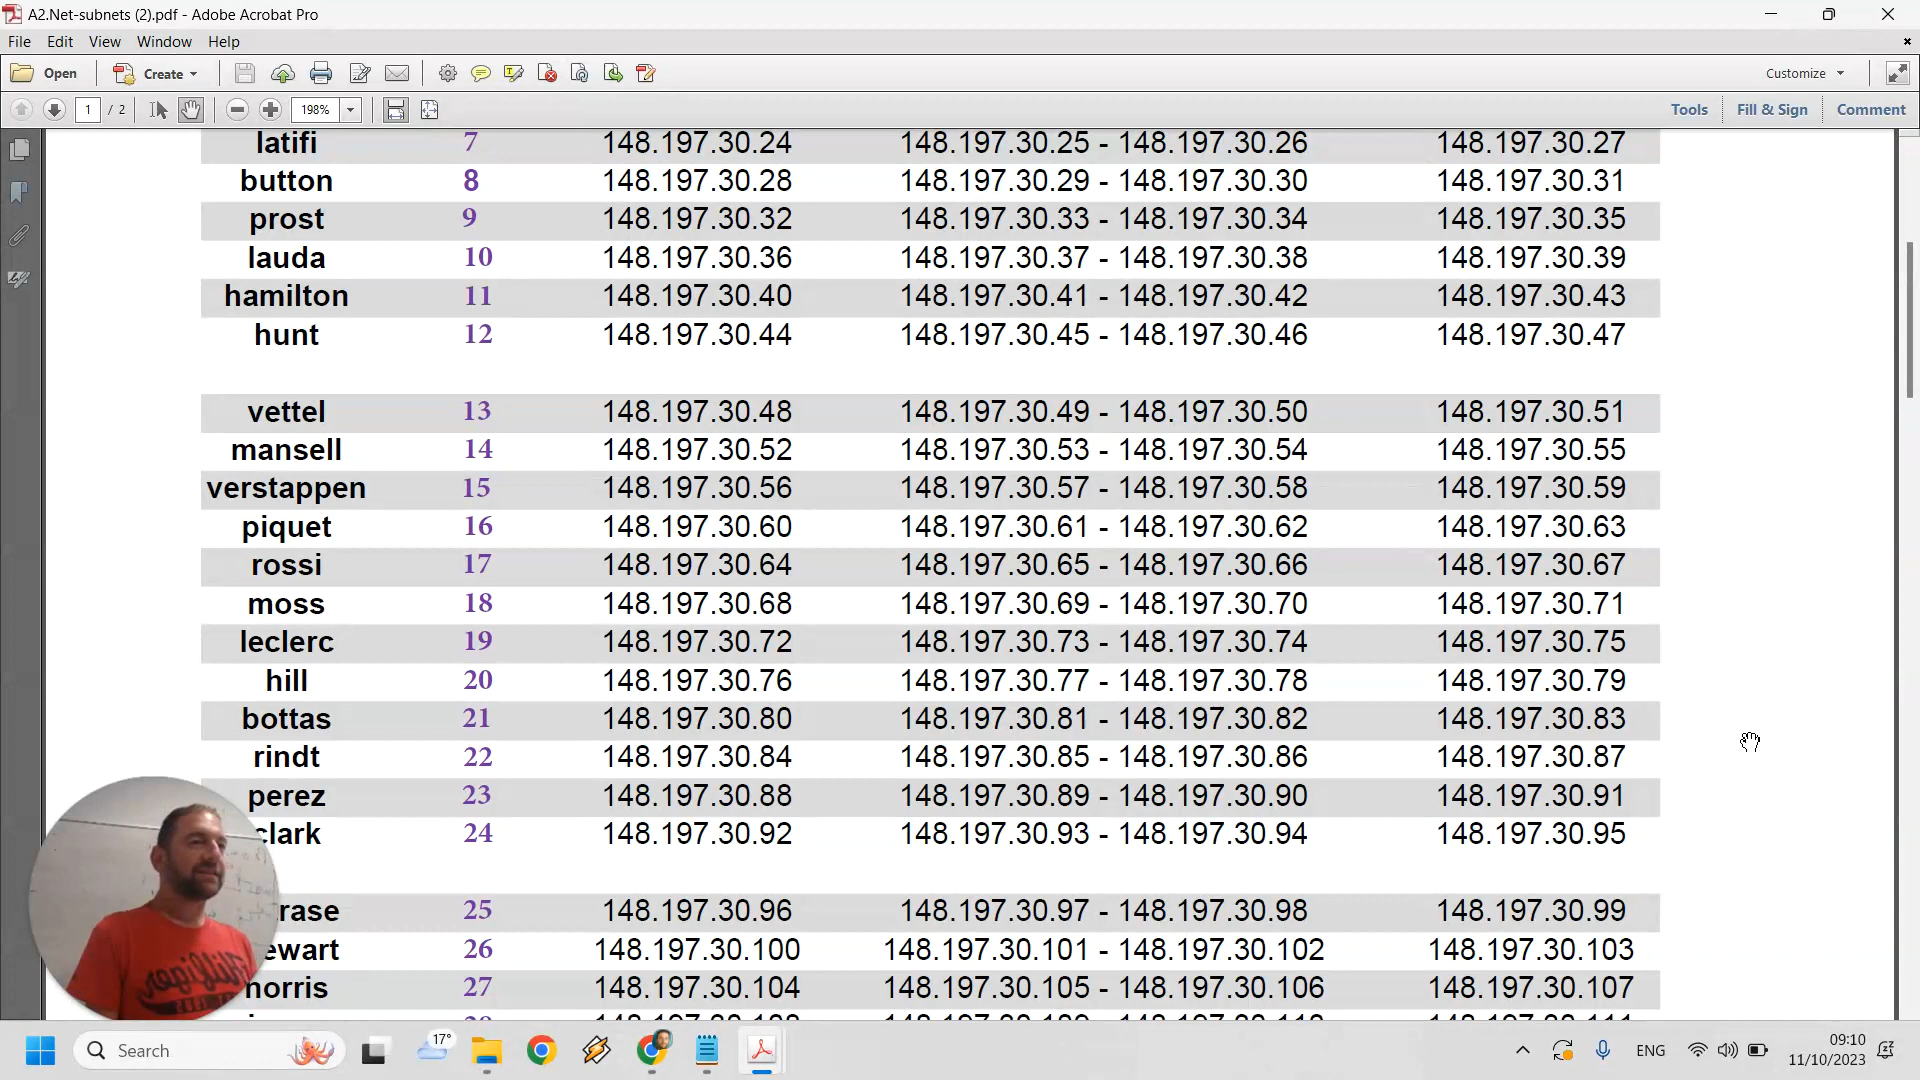 A2.Net-subnets (2).pdf - Adobe Acrobat Pro
File Edit View Window Help
Open Create Customize
1 / 2 198% Tools Fill & Sign Comment
latifi 7 148.197.30.24 148.197.30.25 - 148.197.30.26 148.197.30.27
button 8 148.197.30.28 148.197.30.29 - 148.197.30.30 148.197.30.31
prost 9 148.197.30.32 148.197.30.33 - 148.197.30.34 148.197.30.35
lauda 10 148.197.30.36 148.197.30.37 - 148.197.30.38 148.197.30.39
hamilton 11 148.197.30.40 148.197.30.41 - 148.197.30.42 148.197.30.43
hunt 12 148.197.30.44 148.197.30.45 - 148.197.30.46 148.197.30.47
vettel 13 148.197.30.48 148.197.30.49 - 148.197.30.50 148.197.30.51
mansell 14 148.197.30.52 148.197.30.53 - 148.197.30.54 148.197.30.55
verstappen 15 148.197.30.56 148.197.30.57 - 148.197.30.58 148.197.30.59
piquet 16 148.197.30.60 148.197.30.61 - 148.197.30.62 148.197.30.63
rossi 17 148.197.30.64 148.197.30.65 - 148.197.30.66 148.197.30.67
moss 18 148.197.30.68 148.197.30.69 - 148.197.30.70 148.197.30.71
leclerc 19 148.197.30.72 148.197.30.73 - 148.197.30.74 148.197.30.75
hill 20 148.197.30.76 148.197.30.77 - 148.197.30.78 148.197.30.79
bottas 21 148.197.30.80 148.197.30.81 - 148.197.30.82 148.197.30.83
rindt 22 148.197.30.84 148.197.30.85 - 148.197.30.86 148.197.30.87
perez 23 148.197.30.88 148.197.30.89 - 148.197.30.90 148.197.30.91
clark 24 148.197.30.92 148.197.30.93 - 148.197.30.94 148.197.30.95
rase 25 148.197.30.96 148.197.30.97 - 148.197.30.98 148.197.30.99
ewart 26 148.197.30.100 148.197.30.101 - 148.197.30.102 148.197.30.103
norris 27 148.197.30.104 148.197.30.105 - 148.197.30.106 148.197.30.107
Hilfiger
Search 17° ENG 09:10
11/10/2023